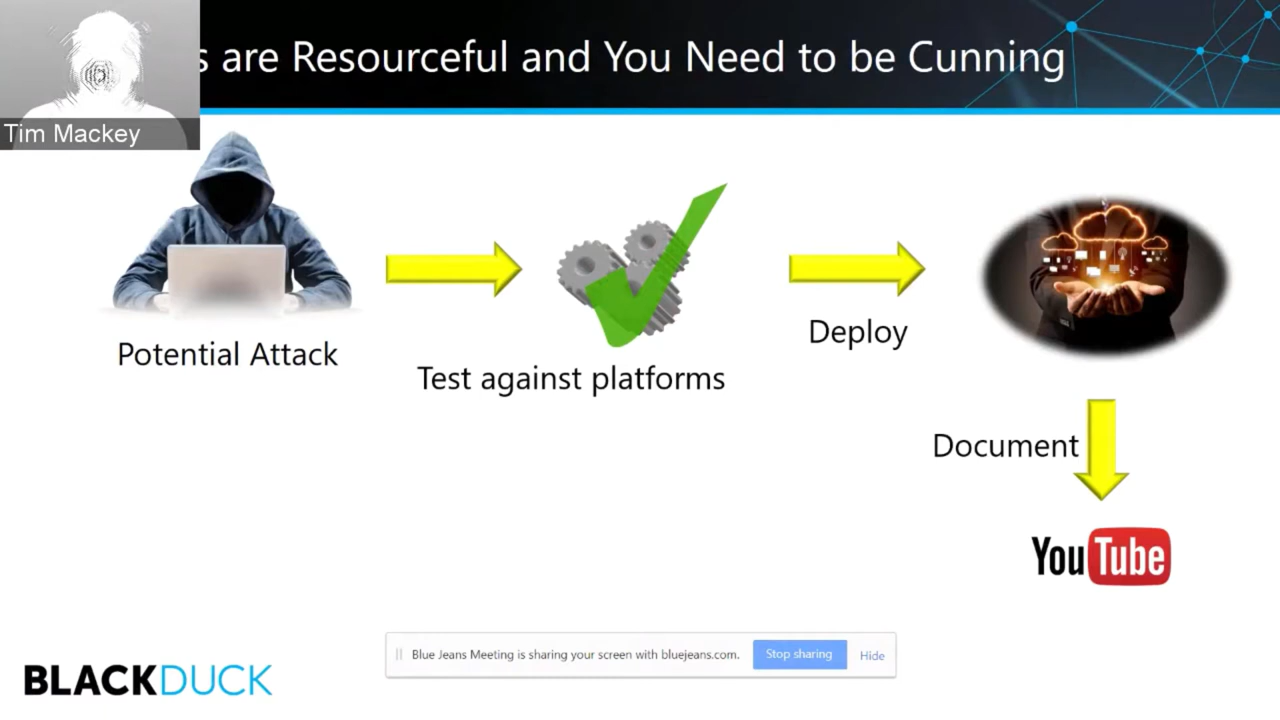 s are Resourceful and You Need to be Cunning
Tim Mackey
Potential Attack
Test against platforms
Deploy
Document
YouTube
Blue Jeans Meeting is sharing your screen with bluejeans.com.
Stop sharing
Hide
BLACKDUCK